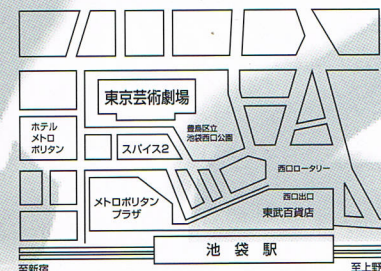 東京芸術劇場
豊島区立
池袋西口公園
ホテル
メトロ
ポリタン
スパイス2
西口ロータリー
メトロポリタン
プラザ
西口出口
東武百貨店
池袋駅
至新宿
至上野